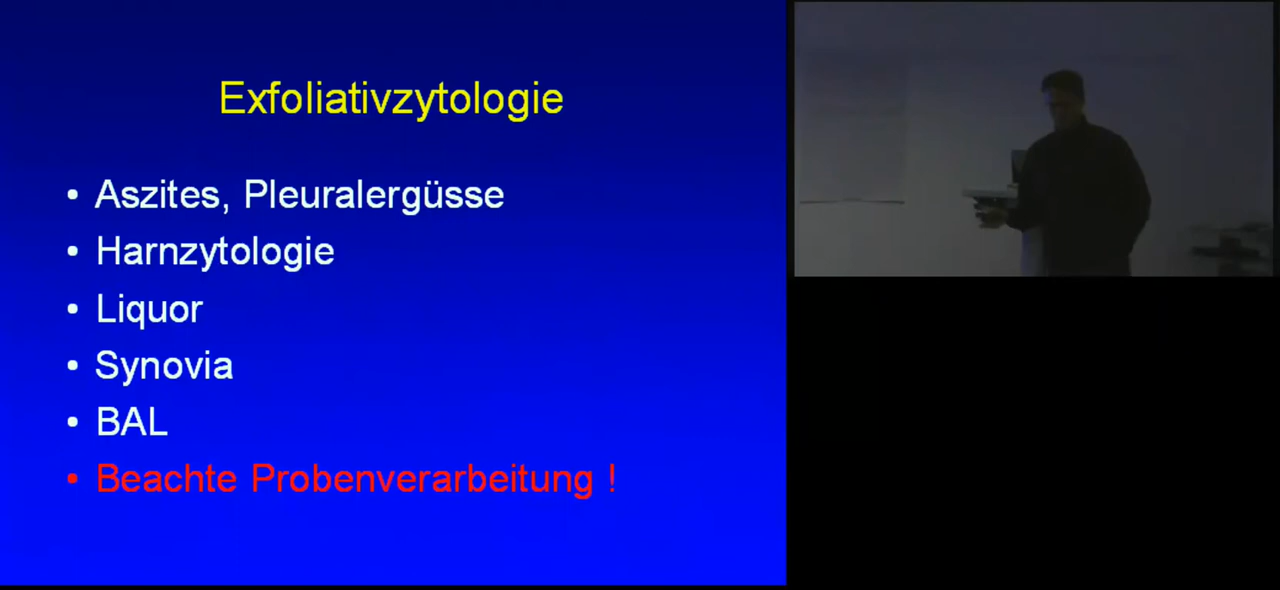 Exfoliativzytologie
• Aszites, Pleuralergüsse
• Harnzytologie
• Liquor
• Synovia
• BAL
• Beachte Probenverarbeitung !